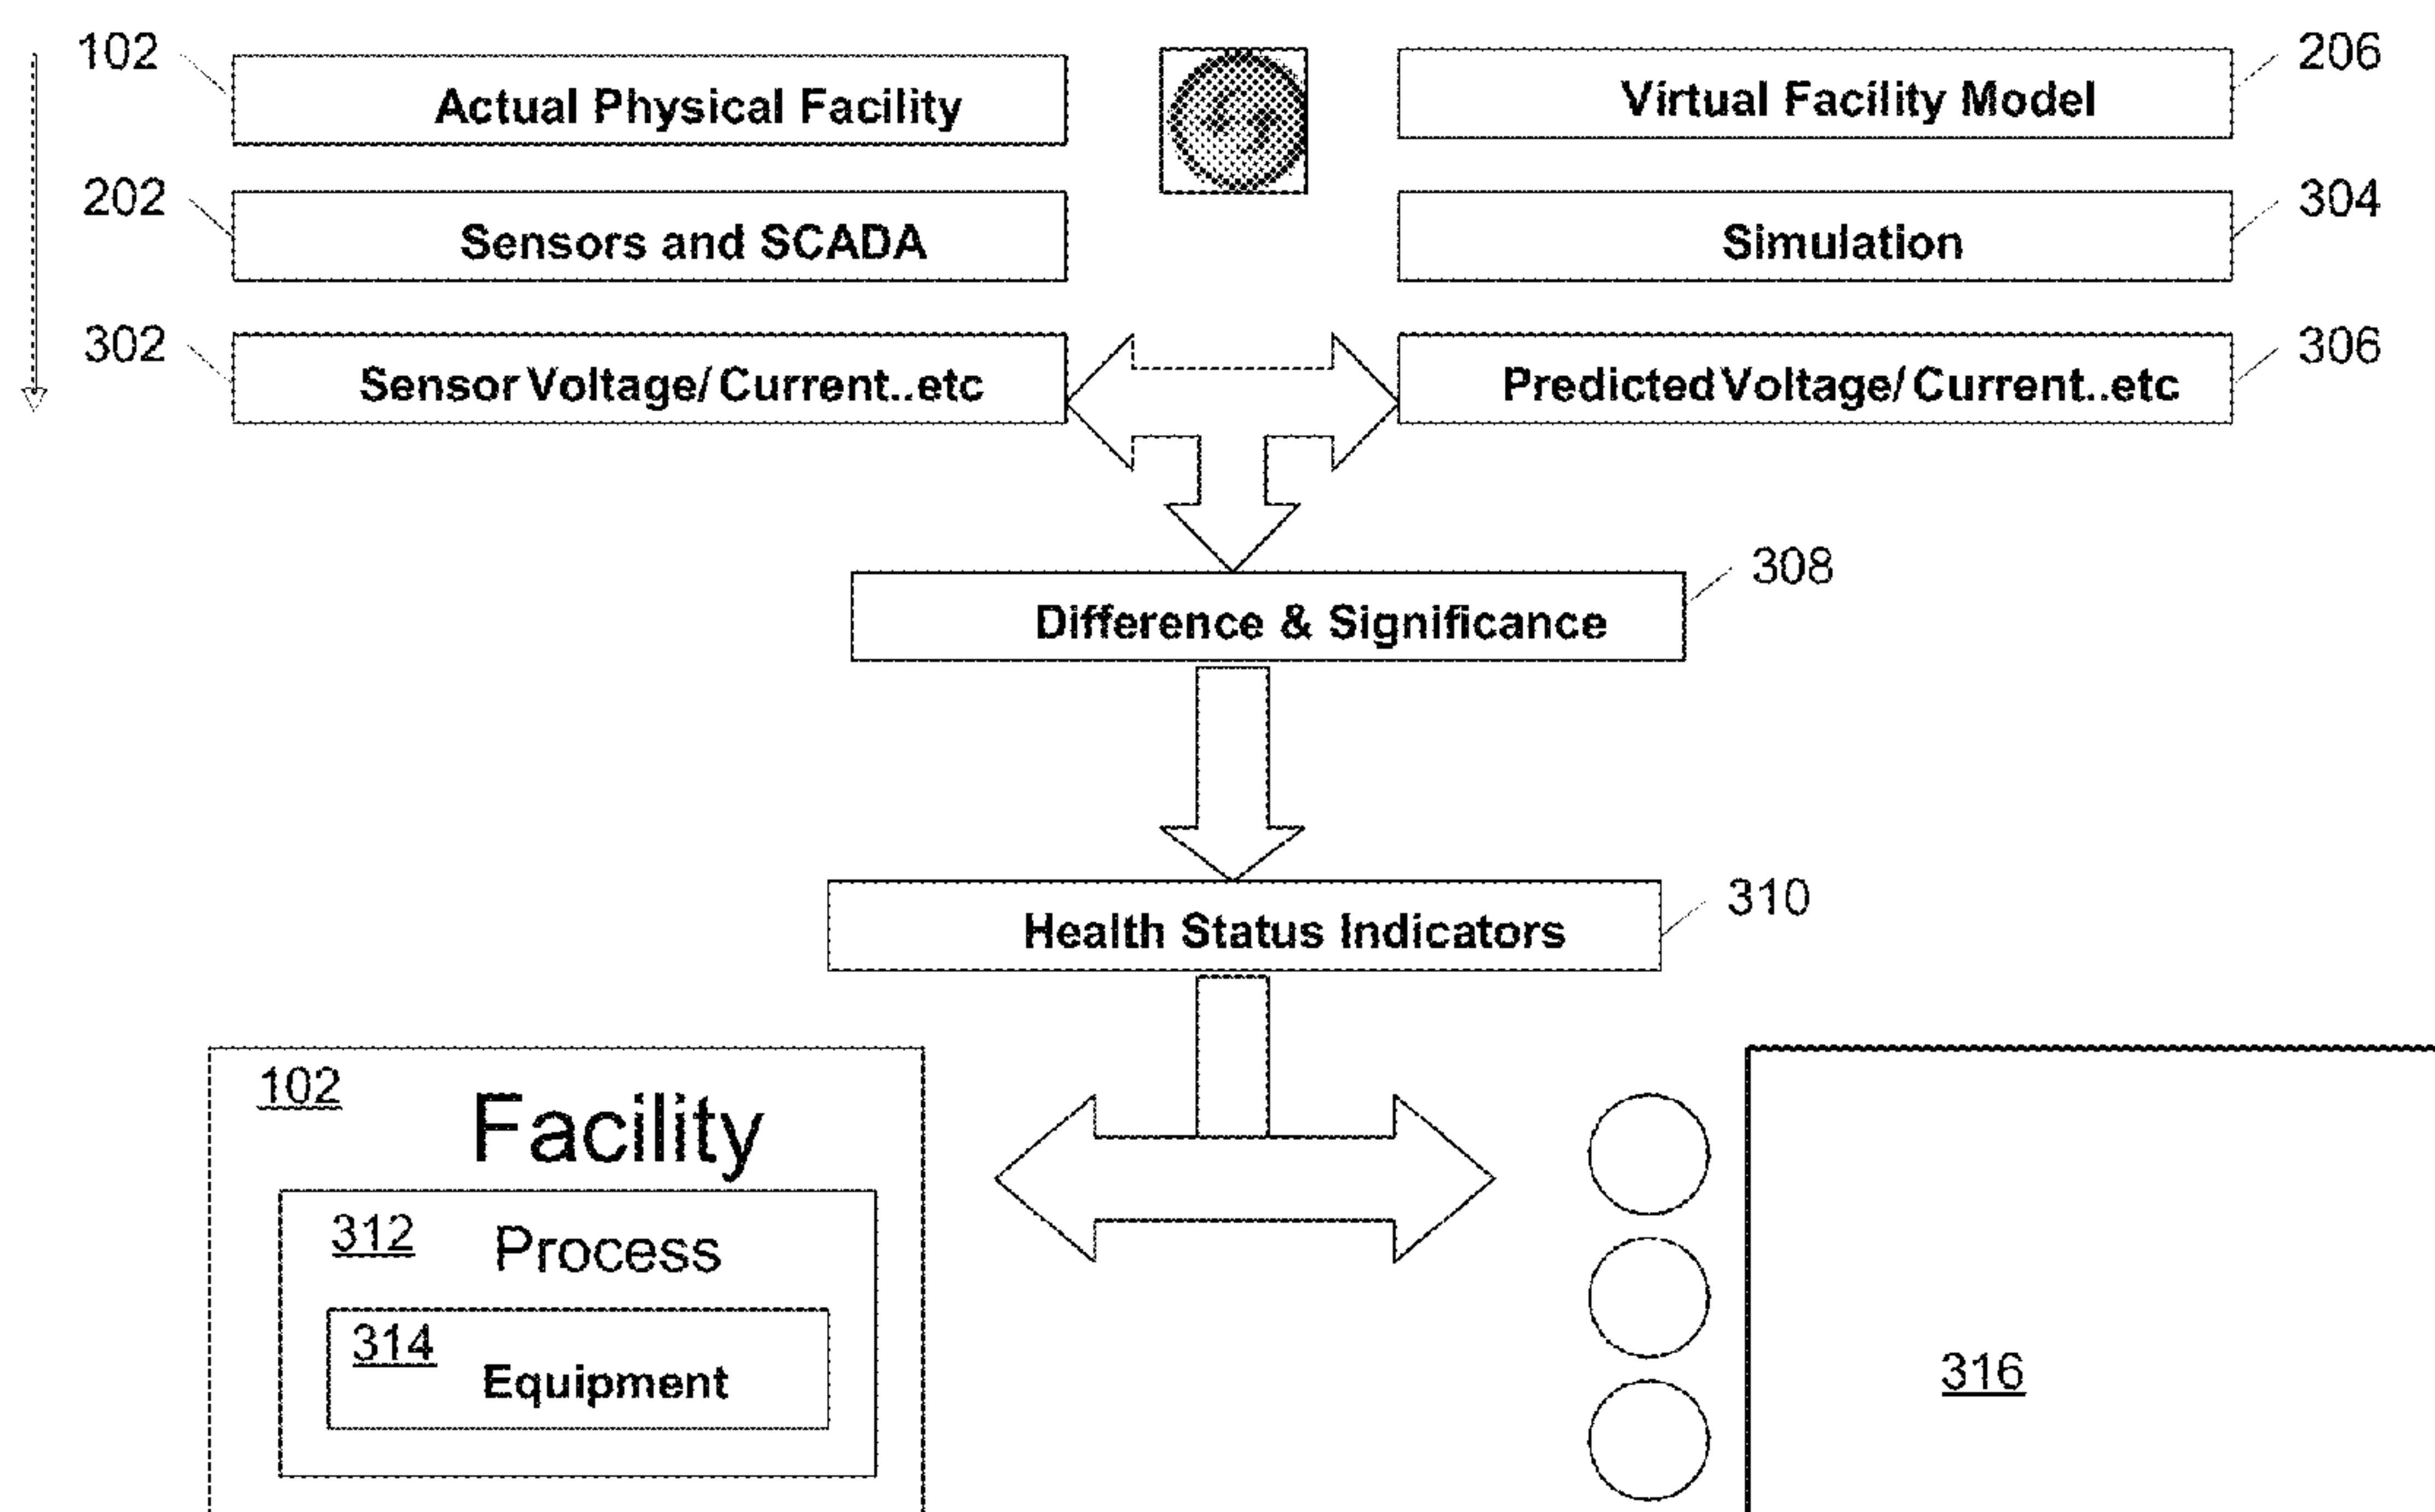 102
Actual Physical Facility
Virtual Facility Model
206
202
Sensors and SCADA
Simulation
304
302
Sensor Voltage/ Current..etc
Predicted Voltage/ Current..etc
306
308
Difference & Significance
310
Health Status Indicators
102
Facility
312
Process
314
Equipment
316